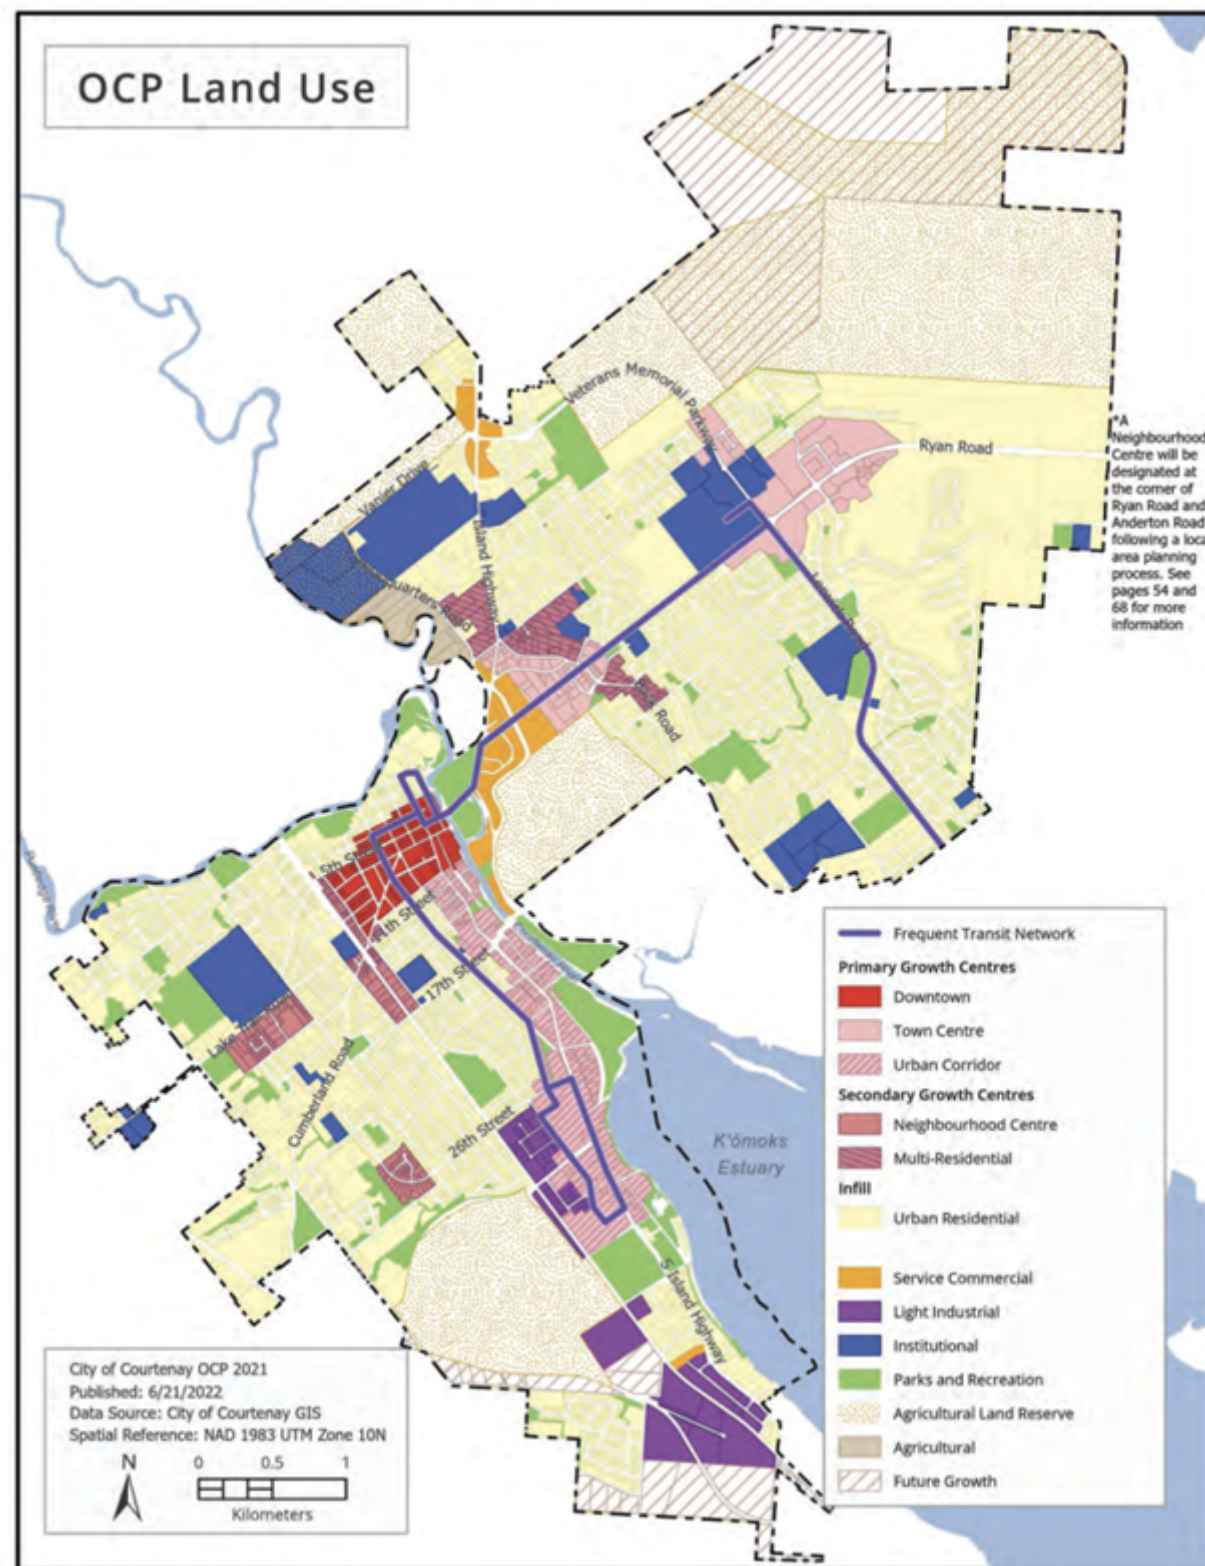 OCP Land Use
Veterans Memorial Parkway
Ryan Road
*A
Neighbourhood
Centre will be
designated at
the corner of
Ryan Road and
Anderton Road
following a loca
area planning
process. See
pages 54 and
68 for more
information
Vanier Drive
Island Highway
Road
Road
5th
17th Street
Lake Road
Cumberland Road
26th Street
K'ómoks
Estuary
S Island Highway
Frequent Transit Network
Primary Growth Centres
Downtown
Town Centre
Urban Corridor
Secondary Growth Centres
Neighbourhood Centre
Multi-Residential
Infill
Urban Residential
Service Commercial
Light Industrial
Institutional
Parks and Recreation
Agricultural Land Reserve
Agricultural
Future Growth
City of Courtenay OCP 2021
Published: 6/21/2022
Data Source: City of Courtenay GIS
Spatial Reference: NAD 1983 UTM Zone 10N
N
0 0.5 1
Kilometers